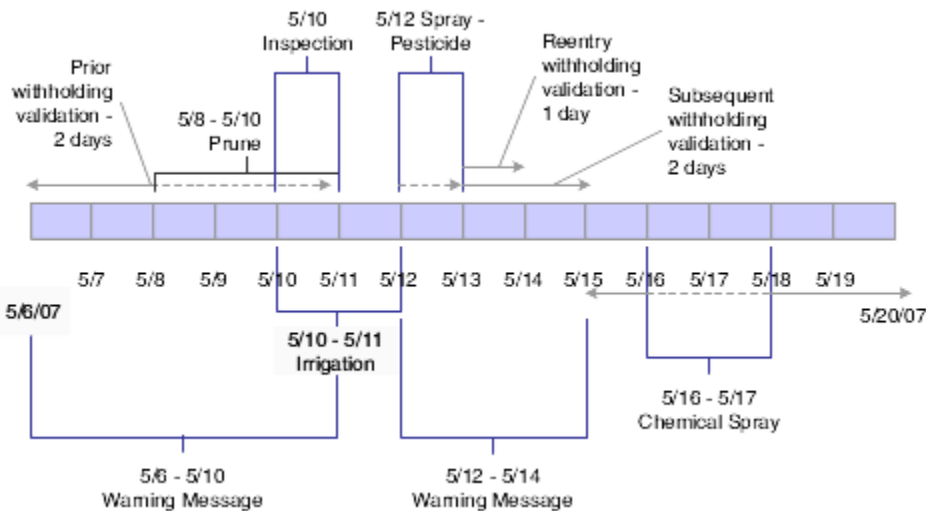 5/10
Inspection
5/12 Spray -
Pesticide
Reentry
withholding
validation -
1 day
Prior
withholding
validation -
2 days
5/8 - 5/10
Prune
Subsequent
withholding
validation -
2 days
5/7
5/8
5/9
5/10
5/11
5/12
5/13
5/14
5/15
5/16
5/17
5/18
5/19
5/6/07
5/20/07
5/10 - 5/11
Irrigation
5/16 - 5/17
Chemical Spray
5/6 - 5/10
Warning Message
5/12 - 5/14
Warning Message